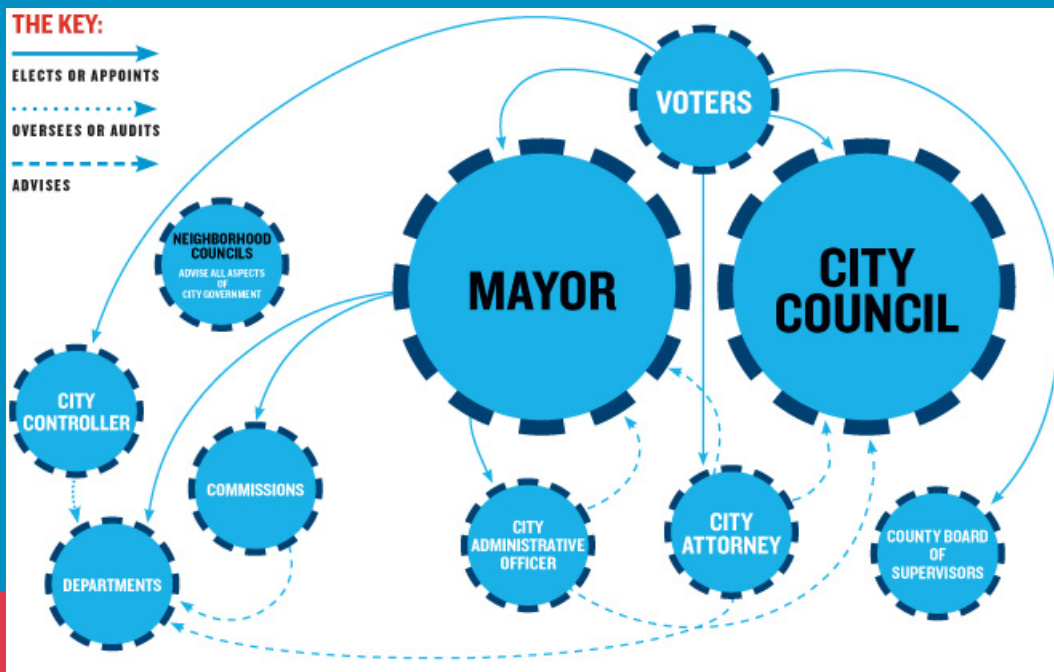 THE KEY:
ELECTS OR APPOINTS
OVERSEES OR AUDITS
ADVISES
VOTERS
NEIGHBORHOOD
COUNCILS
ADVISE ALL ASPECTS
OF
CITY GOVERNMENT
MAYOR
CITY
COUNCIL
CITY
CONTROLLER
COMMISSIONS
CITY
ADMINISTRATIVE
OFFICER
CITY
ATTORNEY
COUNTY BOARD
OF
SUPERVISORS
DEPARTMENTS